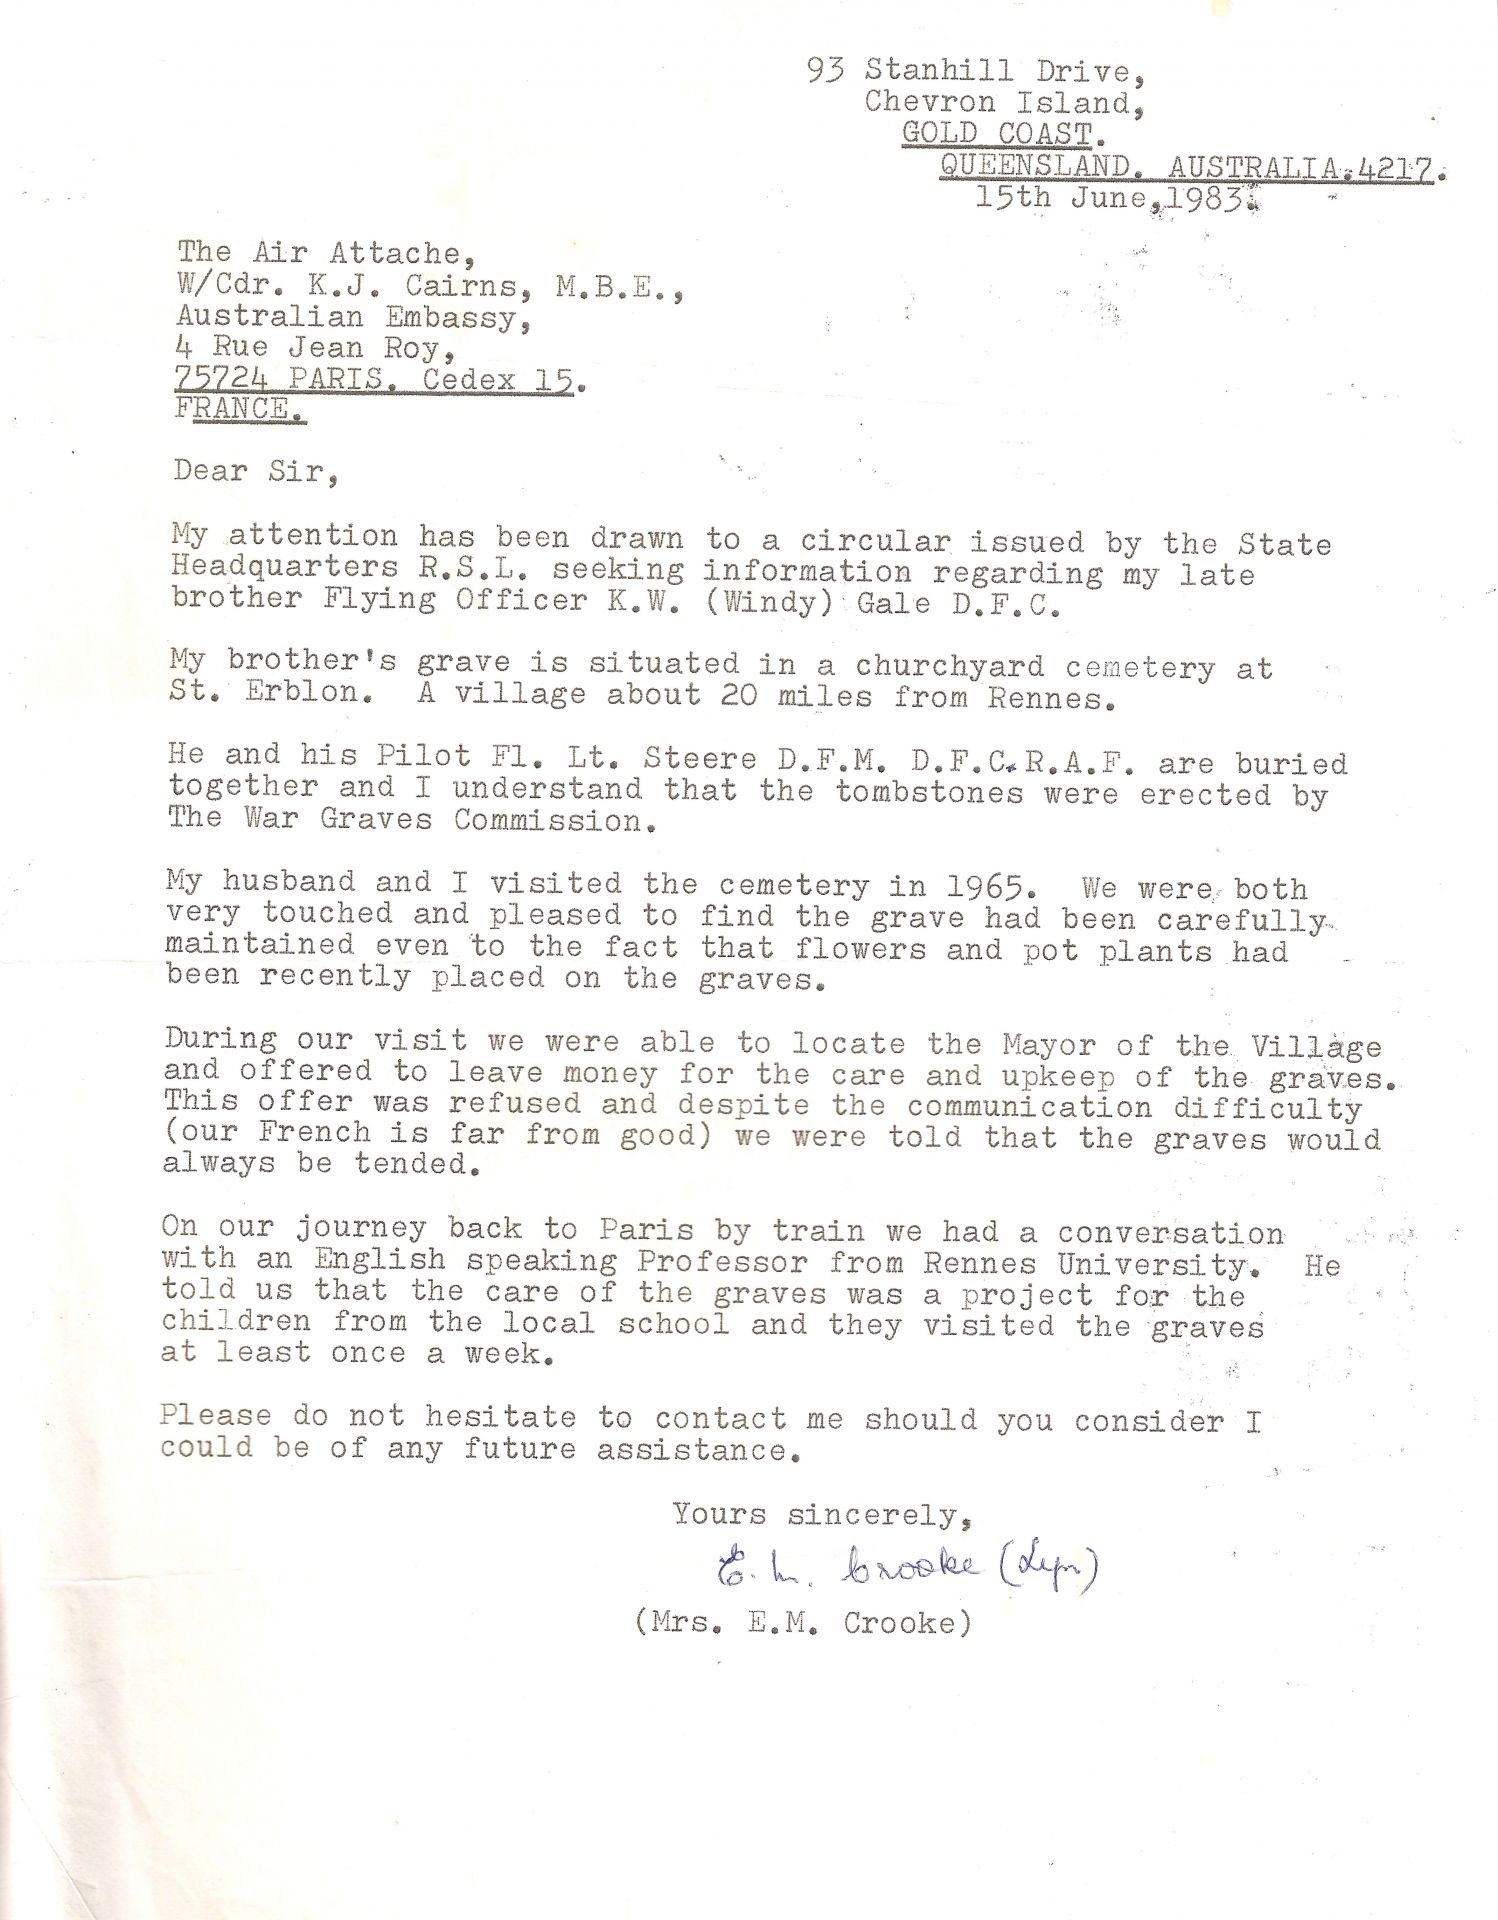 93 Stanhill Drive,
Chevron Island,
GOLD COAST.
QUEENSLAND. AUSTRALIA.4217.
15th June,1983.
The Air Attache,
W/Cdr. K.J. Cairns, M.B.E.,
Australian Embassy,
4 Rue Jean Roy,
75724 PARIS. Cedex 15.
FRANCE.
Dear Sir,
My attention has been drawn to a circular issued by the State
Headquarters R.S.L. seeking information regarding my late
brother Flying Officer K.W. (Windy) Gale D.F.C.
My brother's grave is situated in a churchyard cemetery at
St. Erblon. A village about 20 miles from Rennes.
He and his Pilot Fl. Lt. Steere D.F.M. D.F.C.R.A.F. are buried
together and I understand that the tombstones were erected by
The War Graves Commission.
My husband and I visited the cemetery in 1965. We were both
very touched and pleased to find the grave had been carefully
maintained even to the fact that flowers and pot plants had
been recently placed on the graves.
During our visit we were able to locate the Mayor of the Village
and offered to leave money for the care and upkeep of the graves.
This offer was refused and despite the communication difficulty
(our French is far from good) we were told that the graves would
always be tended.
On our journey back to Paris by train we had a conversation
with an English speaking Professor from Rennes University. He
told us that the care of the graves was a project for the
children from the local school and they visited the graves
at least once a week.
Please do not hesitate to contact me should you consider I
could be of any future assistance.
Yours sincerely,
E.M. Crooke (Lyn)
(Mrs. E.M. Crooke)